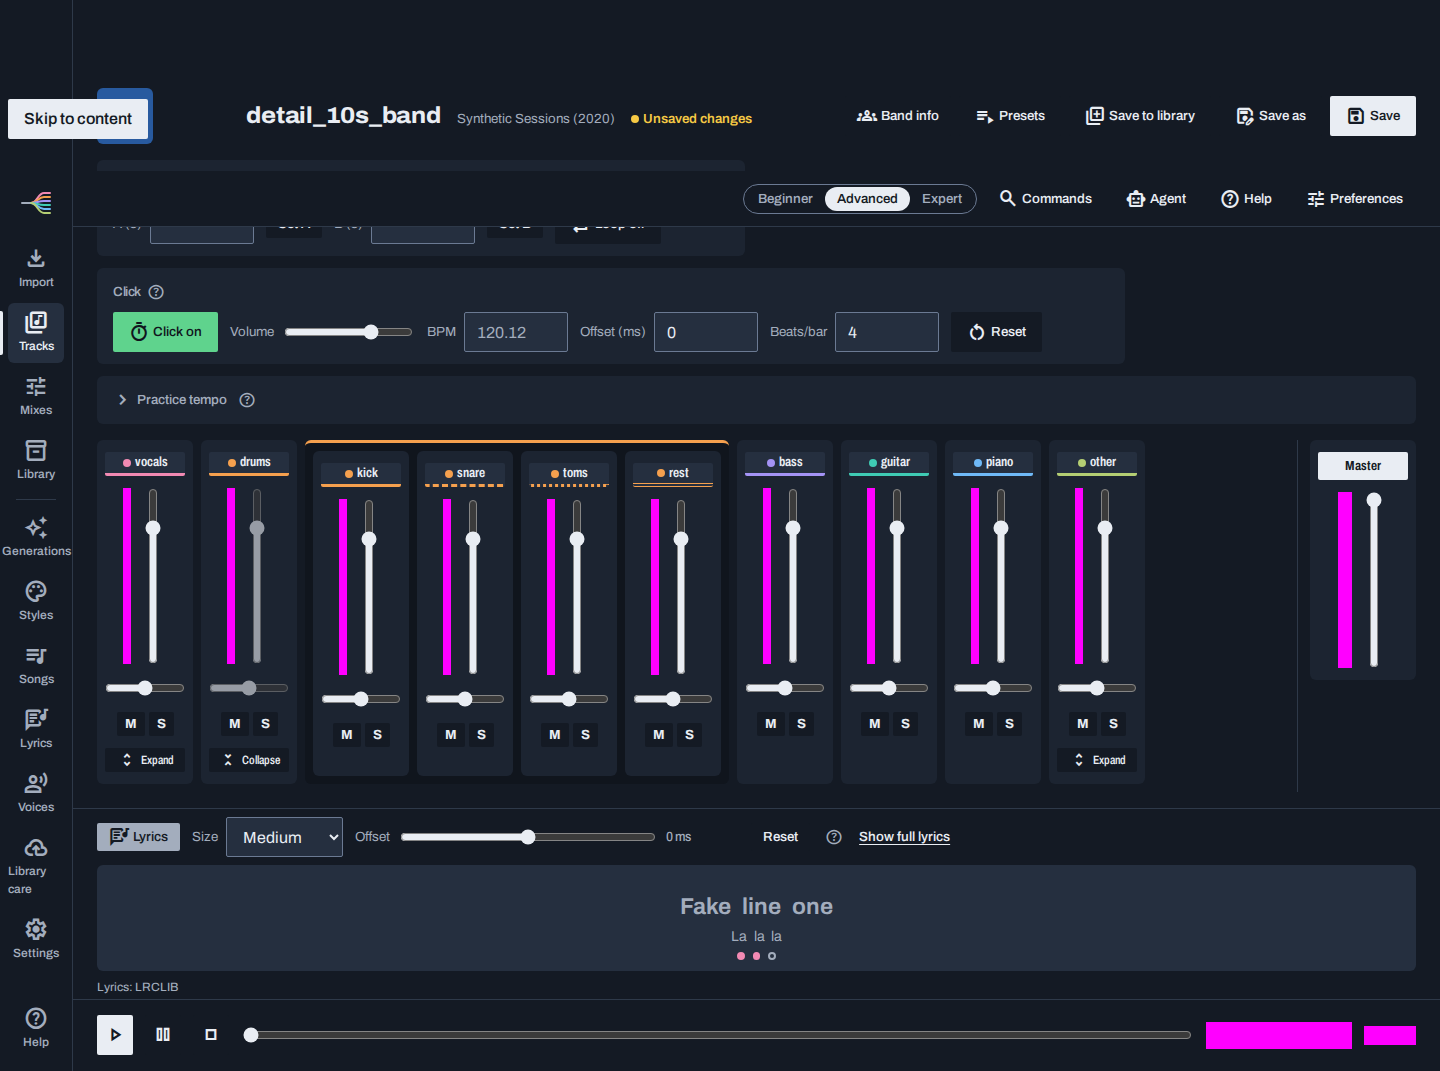 Skip to content
detail_10s_band
Synthetic Sessions (2020)
Unsaved changes
Band info
Presets
Save to library
Save as
Save
Beginner
Advanced
Expert
Commands
Agent
Help
Preferences
Import
Tracks
Mixes
Library
Generations
Styles
Songs
Lyrics
Voices
Library
care
Settings
Help
Click
Click on
Volume
BPM
120.12
Offset (ms)
0
Beats/bar
4
Reset
Practice tempo
vocals
drums
kick
snare
toms
rest
bass
guitar
piano
other
Master
M S
M S
M S
M S
M S
M S
M S
M S
M S
M S
Expand
Collapse
Expand
Lyrics
Size
Medium
Offset
0 ms
Reset
Show full lyrics
Fake line one
La la la
Lyrics: LRCLIB